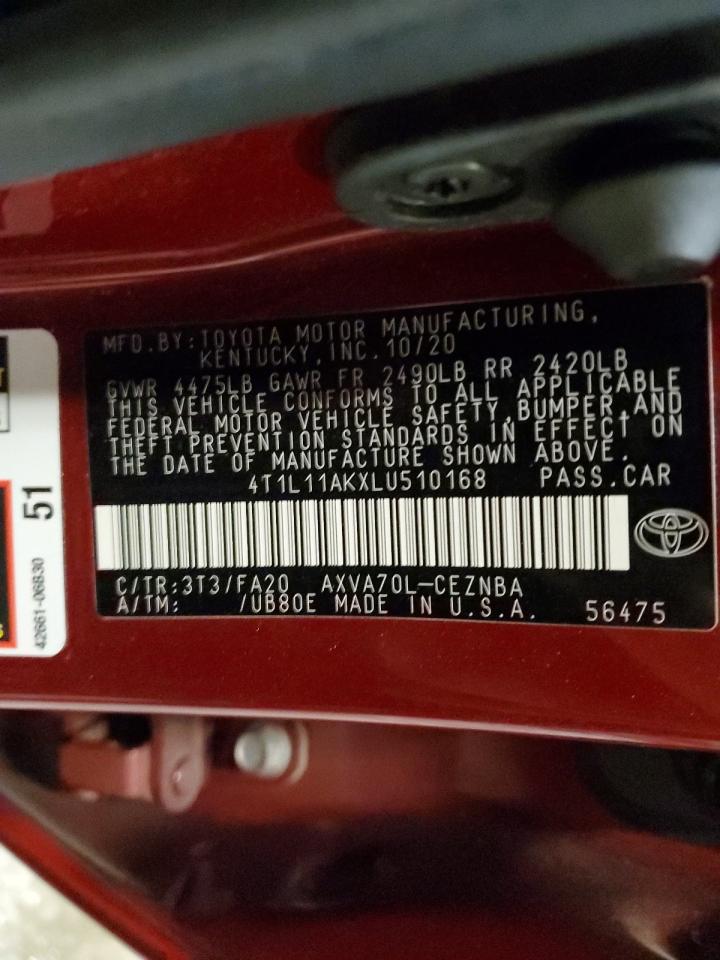 MFD.BY:TOYOTA MOTOR MANUFACTURING,
KENTUCKY,INC.10/20
GVWR 4475LB GAWR FR 2490LB RR 2420LB
THIS VEHICLE CONFORMS TO ALL APPLICABLE
FEDERAL MOTOR VEHICLE SAFETY,BUMPER,AND
THEFT PREVENTION STANDARDS IN EFFECT ON
THE DATE OF MANUFACTURE SHOWN ABOVE.
4T1L11AKXLU510168 PASS.CAR
C/TR:3T3/FA20 AXVA70L-CEZNBA
A/TM: /UB80E MADE IN U.S.A. 56475
51
42661-06B30